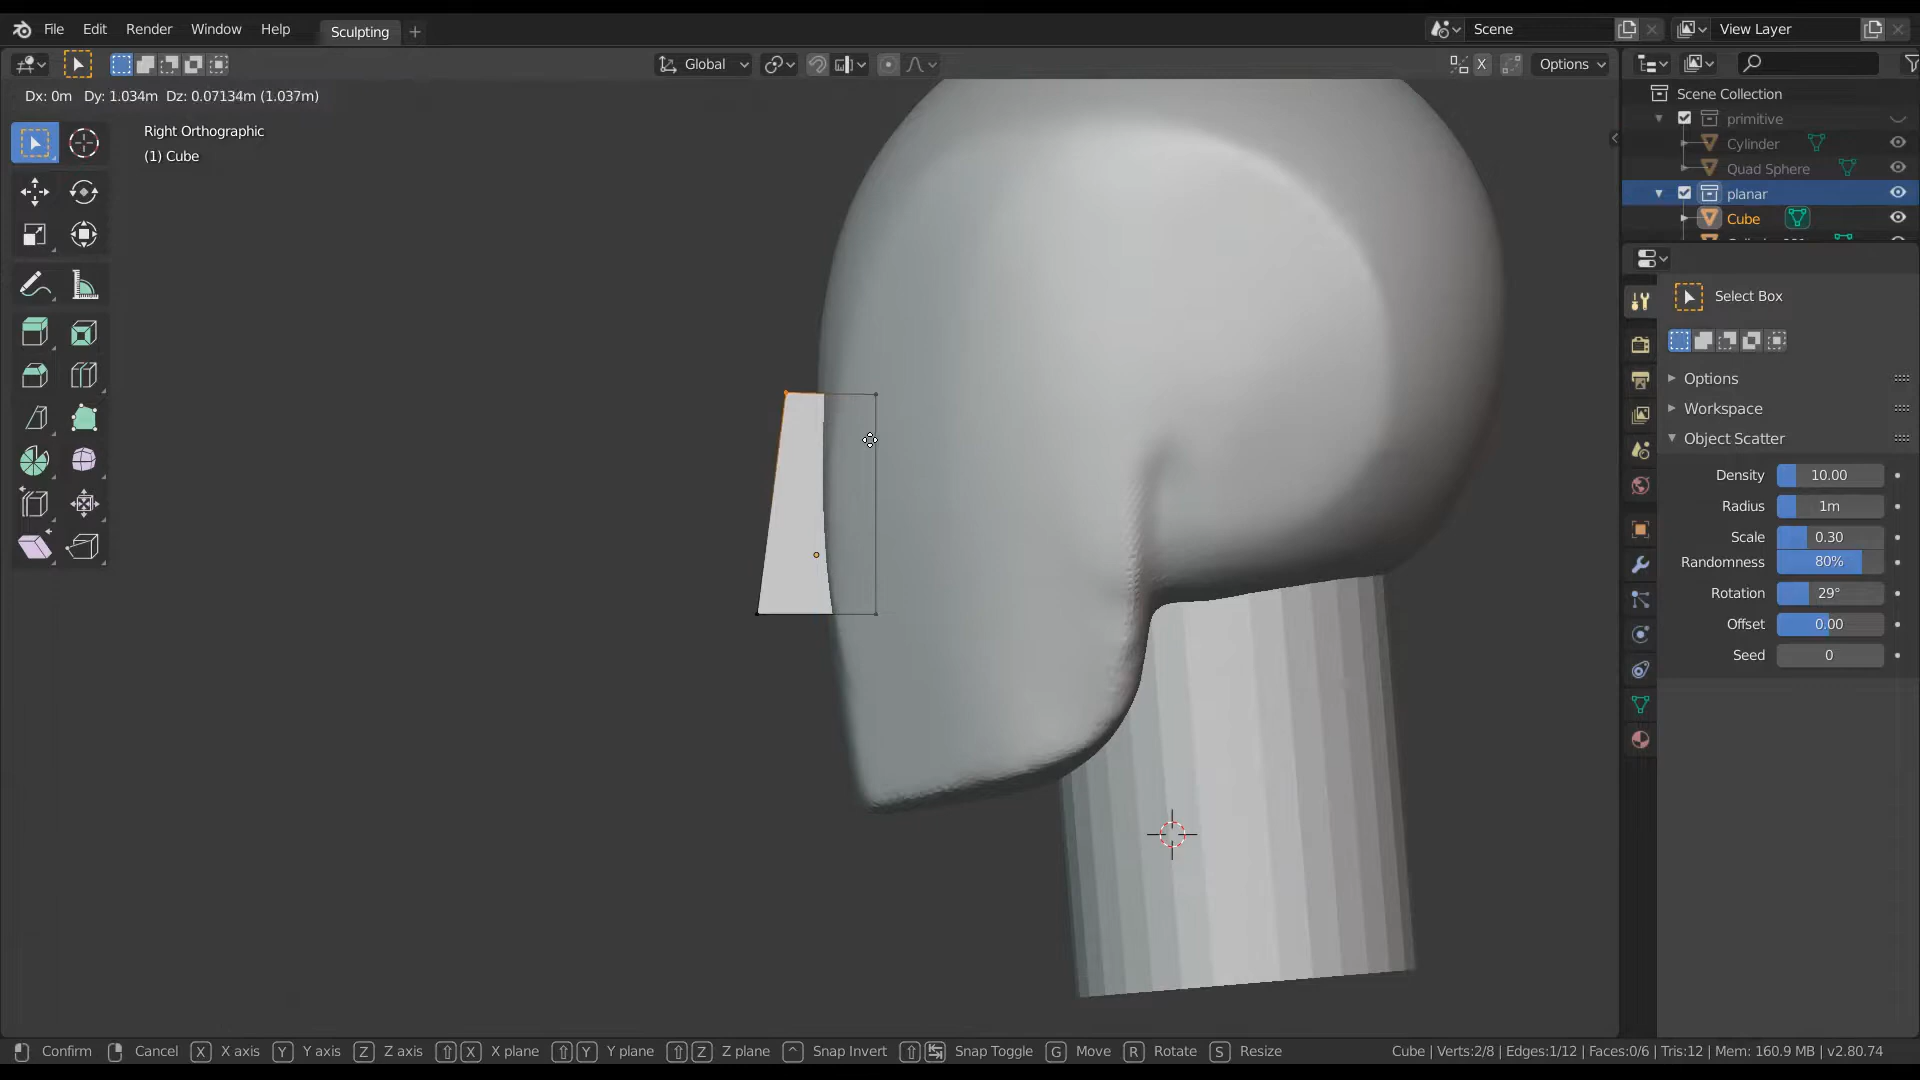 File Edit Render Window Help Sculpting + Scene View Layer
Global X Options
Dx: 0m Dy: 1.034m Dz: 0.07134m (1.037m)
Right Orthographic
(1) Cube
Scene Collection
primitive
Cylinder
Quad Sphere
planar
Cube
Select Box
Options
Workspace
Object Scatter
Density 10.00
Radius 1m
Scale 0.30
Randomness 80%
Rotation 29°
Offset 0.00
Seed 0
Confirm Cancel X X axis Y Y axis Z Z axis X X plane Y Y plane Z Z plane Snap Invert Snap Toggle G Move R Rotate S Resize Cube | Verts:2/8 | Edges:1/12 | Faces:0/6 | Tris:12 | Mem: 160.9 MB | v2.80.74